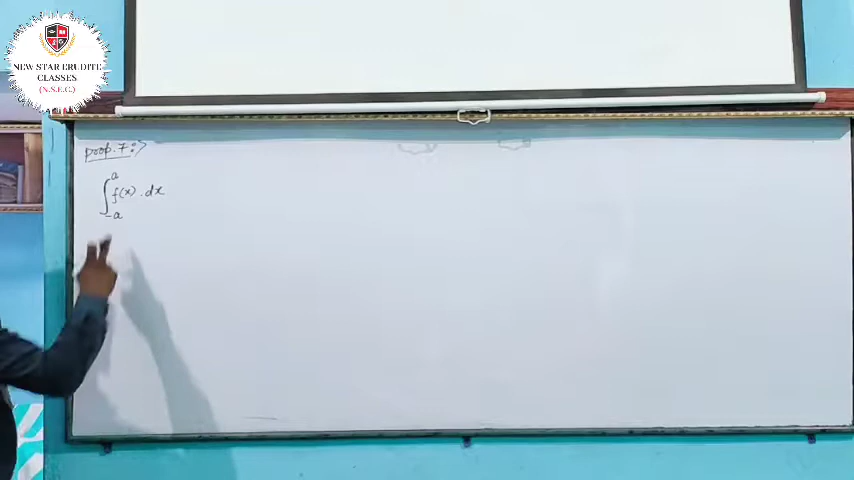 NEW STAR ERUDITE
CLASSES
(N.S.E.C.)
prop. 7 :->
∫_{-a}^{a} f(x) . dx